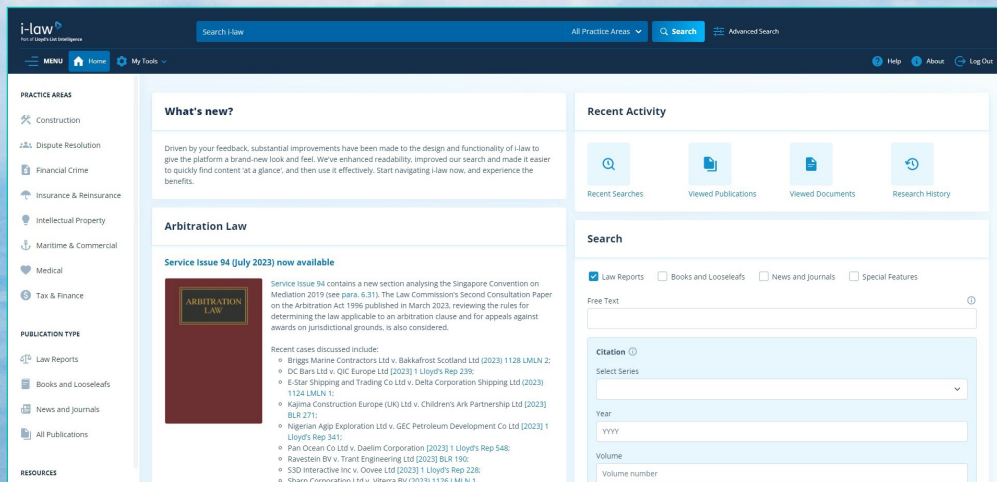 i-law
Part of Lloyd's List Intelligence
Search i-law
All Practice Areas
Search
Advanced Search
MENU
Home
My Tools
Help
About
Log Out
PRACTICE AREAS
Construction
Dispute Resolution
Financial Crime
Insurance & Reinsurance
Intellectual Property
Maritime & Commercial
Medical
Tax & Finance
PUBLICATION TYPE
Law Reports
Books and Looseleafs
News and Journals
All Publications
RESOURCES
What's new?
Driven by your feedback, substantial improvements have been made to the design and functionality of i-law to
give the platform a brand-new look and feel. We've enhanced readability, improved our search and made it easier
to quickly find content 'at a glance', and then use it effectively. Start navigating i-law now, and experience the
benefits.
Arbitration Law
Service Issue 94 (July 2023) now available
ARBITRATION
LAW
Service Issue 94 contains a new section analysing the Singapore Convention on
Mediation 2019 (see para. 6.31). The Law Commission's Second Consultation Paper
on the Arbitration Act 1996 published in March 2023, reviewing the rules for
determining the law applicable to an arbitration clause and for appeals against
awards on jurisdictional grounds, is also considered.
Recent cases discussed include:
Briggs Marine Contractors Ltd v. Bakkafrost Scotland Ltd (2023) 1128 LMLN 2;
DC Bars Ltd v. QIC Europe Ltd [2023] 1 Lloyd's Rep 239;
E-Star Shipping and Trading Co Ltd v. Delta Corporation Shipping Ltd (2023)
1124 LMLN 1;
Kajima Construction Europe (UK) Ltd v. Children's Ark Partnership Ltd [2023]
BLR 271;
Nigerian Agip Exploration Ltd v. GEC Petroleum Development Co Ltd [2023] 1
Lloyd's Rep 341;
Pan Ocean Co Ltd v. Daelim Corporation [2023] 1 Lloyd's Rep 548;
Ravestein BV v. Trant Engineering Ltd [2023] BLR 190;
S3D Interactive Inc v. Oovee Ltd [2023] 1 Lloyd's Rep 228;
Sharp Corporation Ltd v. Viterra BV (2023) 1126 LMLN 1
Recent Activity
Recent Searches
Viewed Publications
Viewed Documents
Research History
Search
Law Reports
Books and Looseleafs
News and Journals
Special Features
Free Text
Citation
Select Series
Year
YYYY
Volume
Volume number